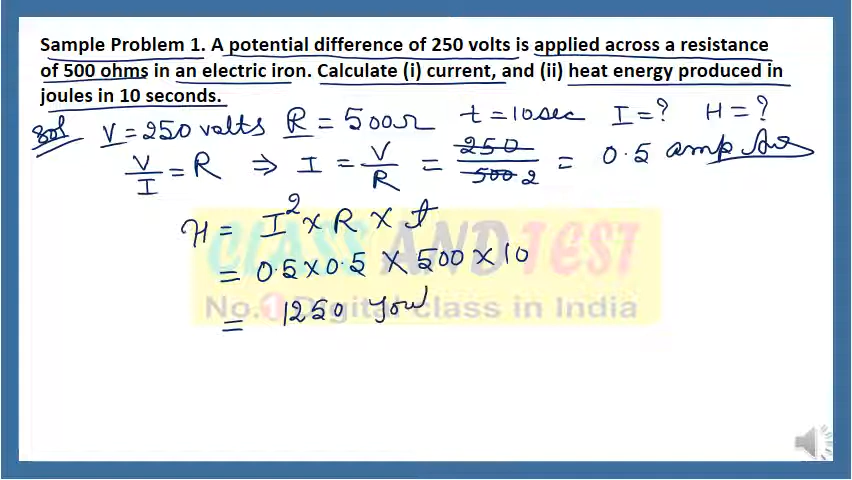 Sample Problem 1. A potential difference of 250 volts is applied across a resistance
of 500 ohms in an electric iron. Calculate (i) current, and (ii) heat energy produced in
joules in 10 seconds.
Sol V = 250 volts R = 500Ω t = 10sec I = ? H = ?
V/I = R ⇒ I = V/R = 250/500 2 = 0.5 amp Ans
H = I² × R × t
= 0.5 × 0.5 × 500 × 10
= 1250 joul
CLASS AND TEST
No.1 Digital class in India